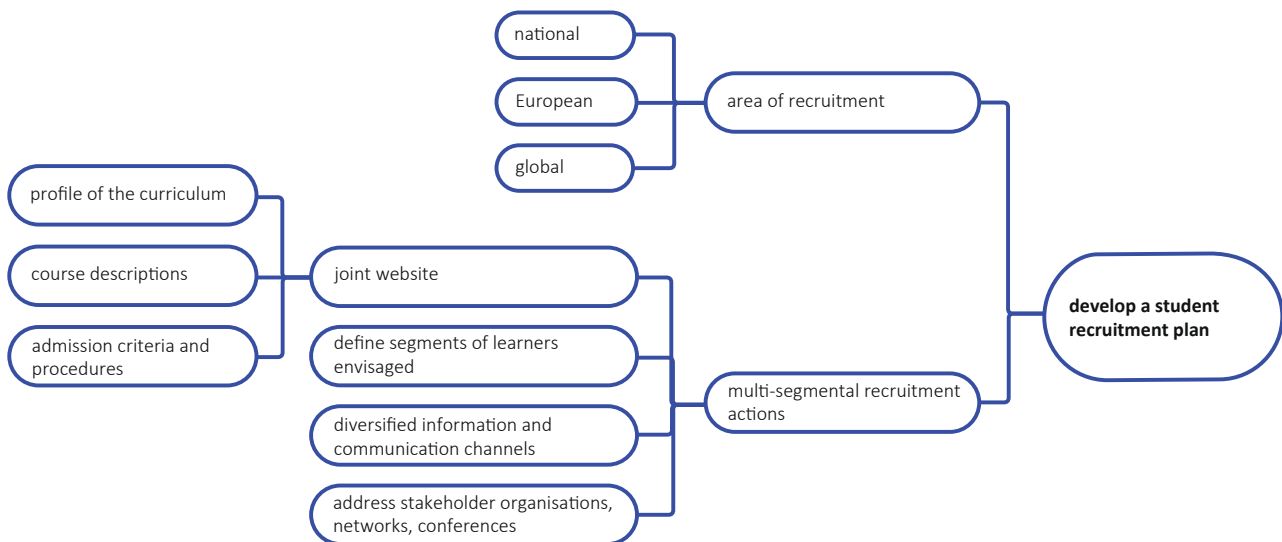 national
European
area of recruitment
global
profile of the curriculum
course descriptions
joint website
develop a student
recruitment plan
admission criteria and
procedures
define segments of learners
envisaged
multi-segmental recruitment
actions
diversified information and
communication channels
address stakeholder organisations,
networks, conferences